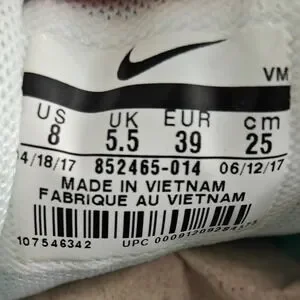 VM
US UK EUR cm
8 5.5 39 25
04/18/17 852465-014 06/12/17
MADE IN VIETNAM
FABRIQUE AU VIETNAM
107546342
UPC